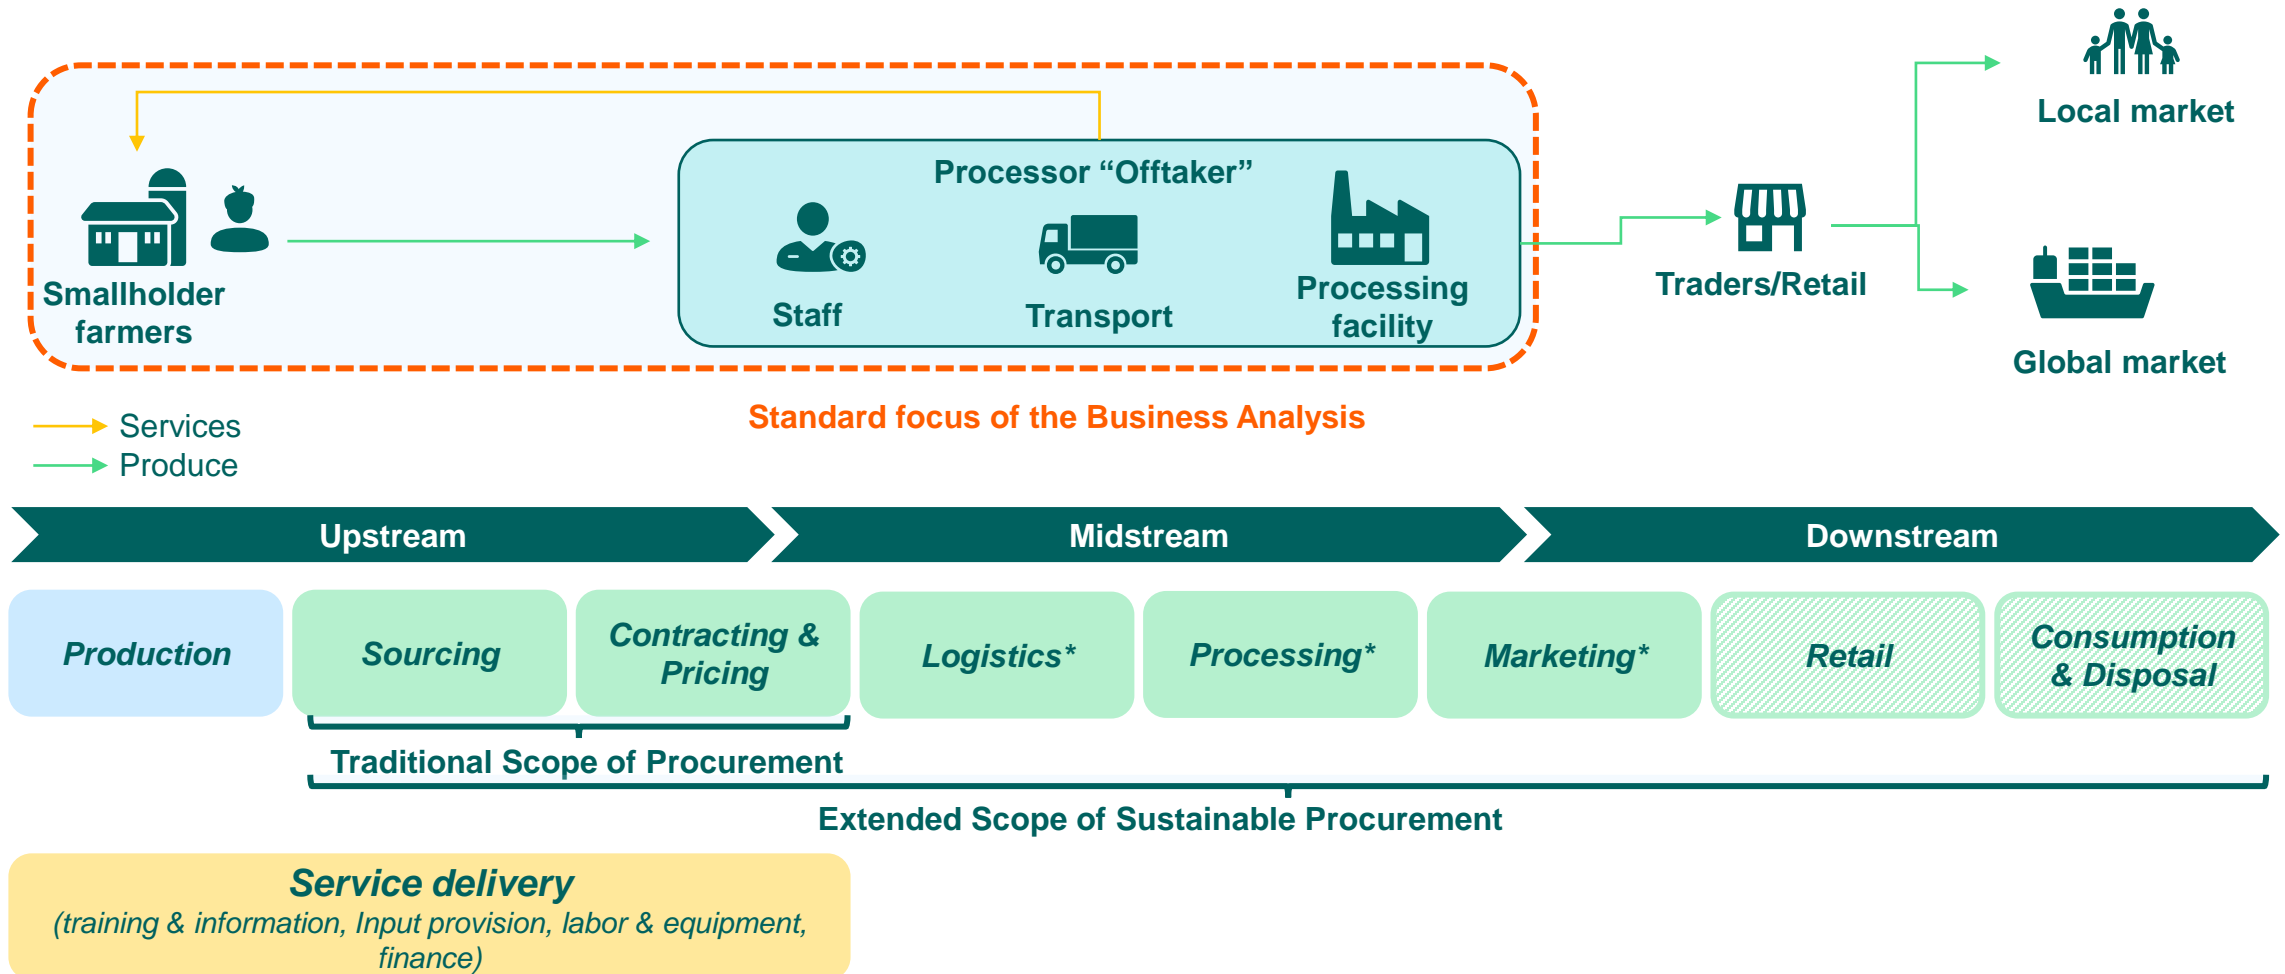 Local market
Processor “Offtaker”
Smallholder
farmers
Staff
Transport
Processing
facility
Traders/Retail
Global market
Standard focus of the Business Analysis
Services
Produce
Upstream
Midstream
Downstream
Production
Sourcing
Contracting &
Pricing
Logistics*
Processing*
Marketing*
Retail
Consumption
& Disposal
Traditional Scope of Procurement
Extended Scope of Sustainable Procurement
Service delivery
(training & information, Input provision, labor & equipment,
finance)